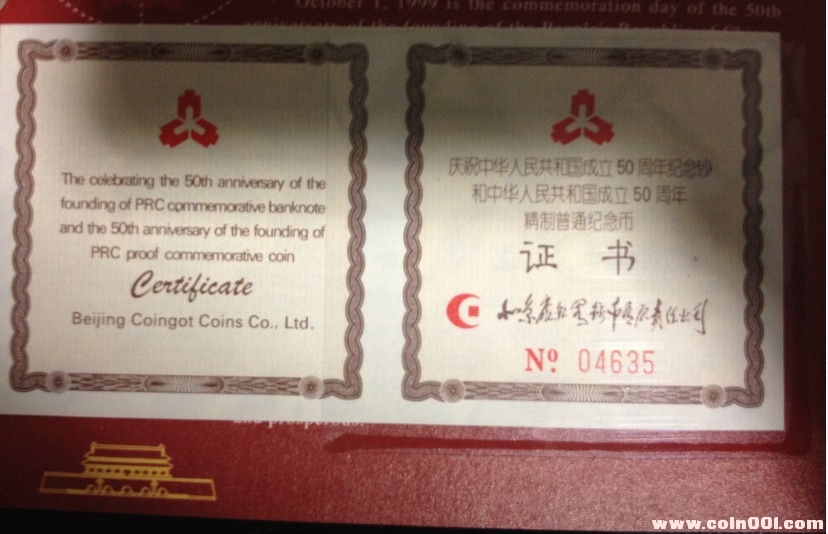 October 1, 1999 is the commemoration day of the 50th
The celebrating the 50th anniversary of the
founding of PRC commemorative banknote
and the 50th anniversary of the founding of
PRC proof commemorative coin
Certificate
Beijing Coingot Coins Co., Ltd.
庆祝中华人民共和国成立50周年纪念钞
和中华人民共和国成立50周年
精制普通纪念币
证 书
Nº 04635
www.coin001.com